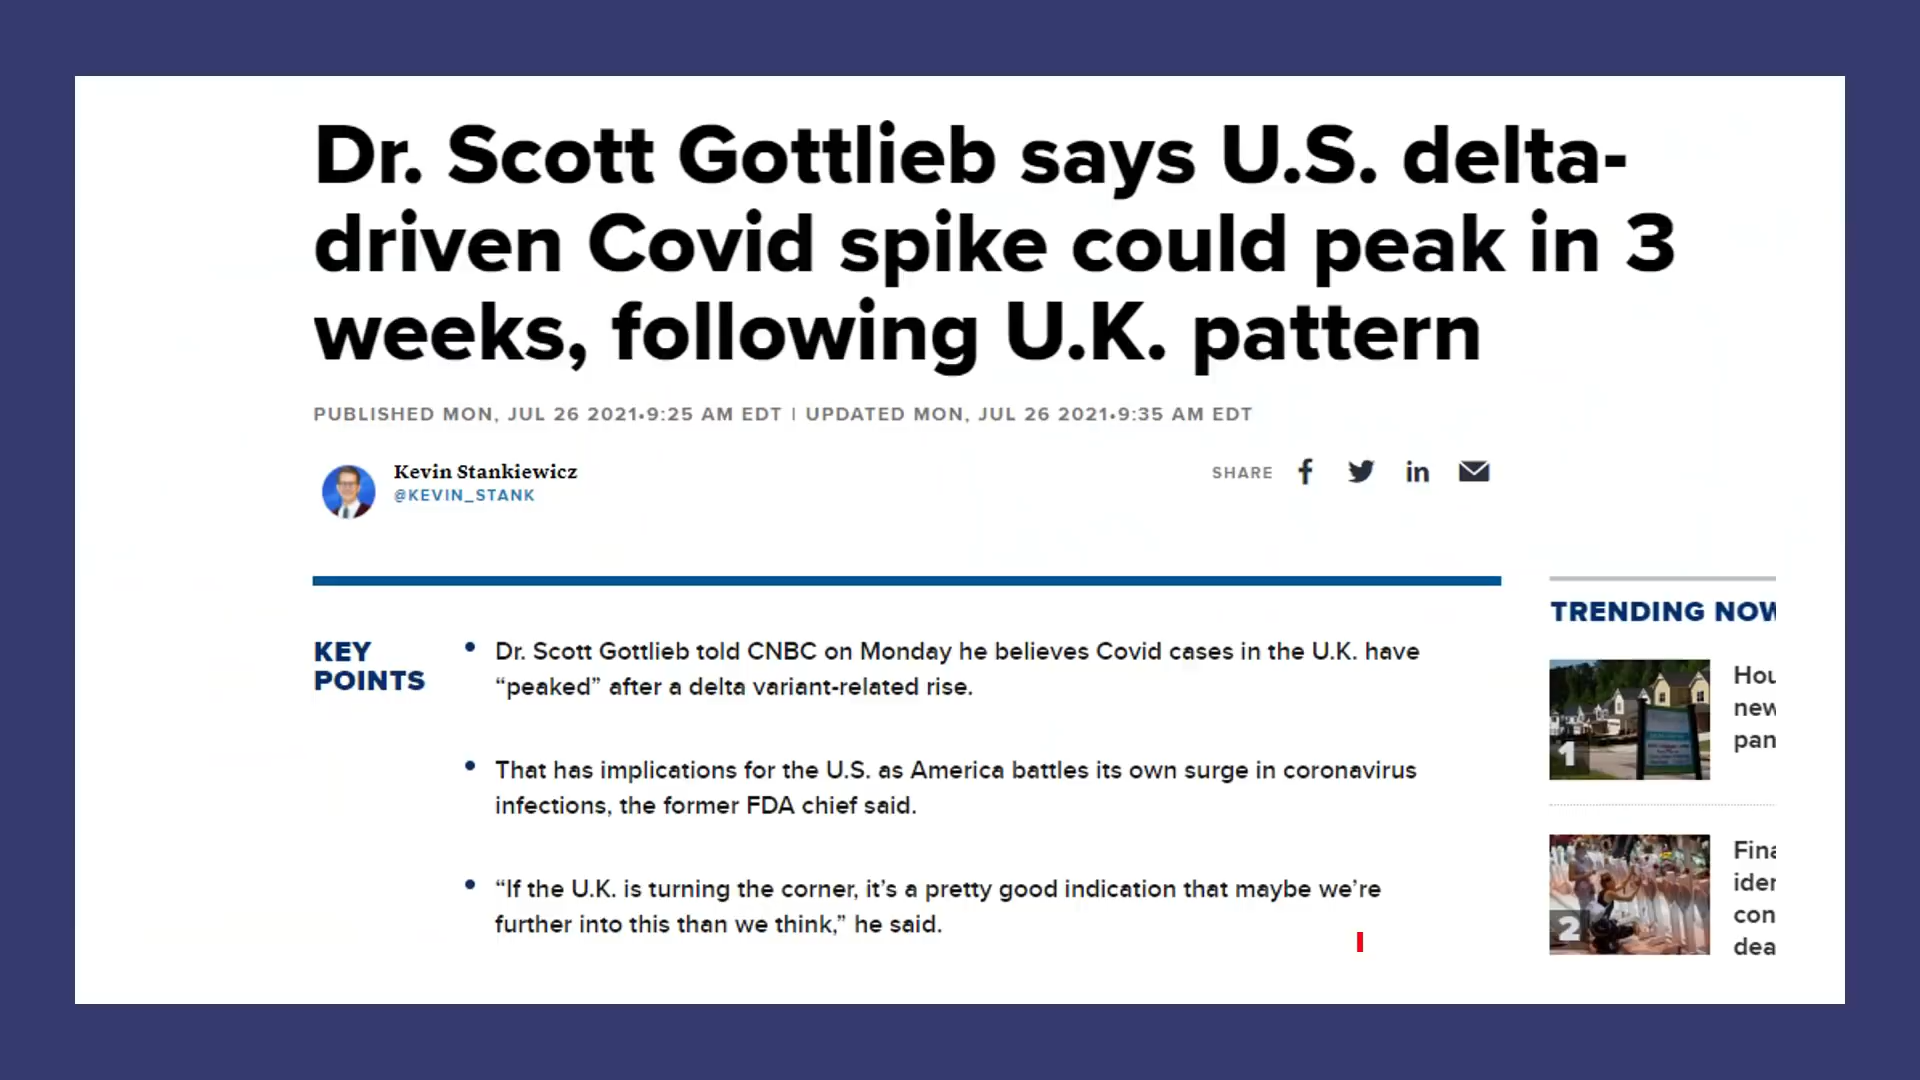 Dr. Scott Gottlieb says U.S. delta-
driven Covid spike could peak in 3
weeks, following U.K. pattern
PUBLISHED MON, JUL 26 2021•9:25 AM EDT | UPDATED MON, JUL 26 2021•9:35 AM EDT
Kevin Stankiewicz
@KEVIN_STANK
SHARE
KEY
POINTS
• Dr. Scott Gottlieb told CNBC on Monday he believes Covid cases in the U.K. have
“peaked” after a delta variant-related rise.
• That has implications for the U.S. as America battles its own surge in coronavirus
infections, the former FDA chief said.
• “If the U.K. is turning the corner, it’s a pretty good indication that maybe we’re
further into this than we think,” he said.
TRENDING NOW
1
Hou
new
pan
2
Fina
iden
con
dea